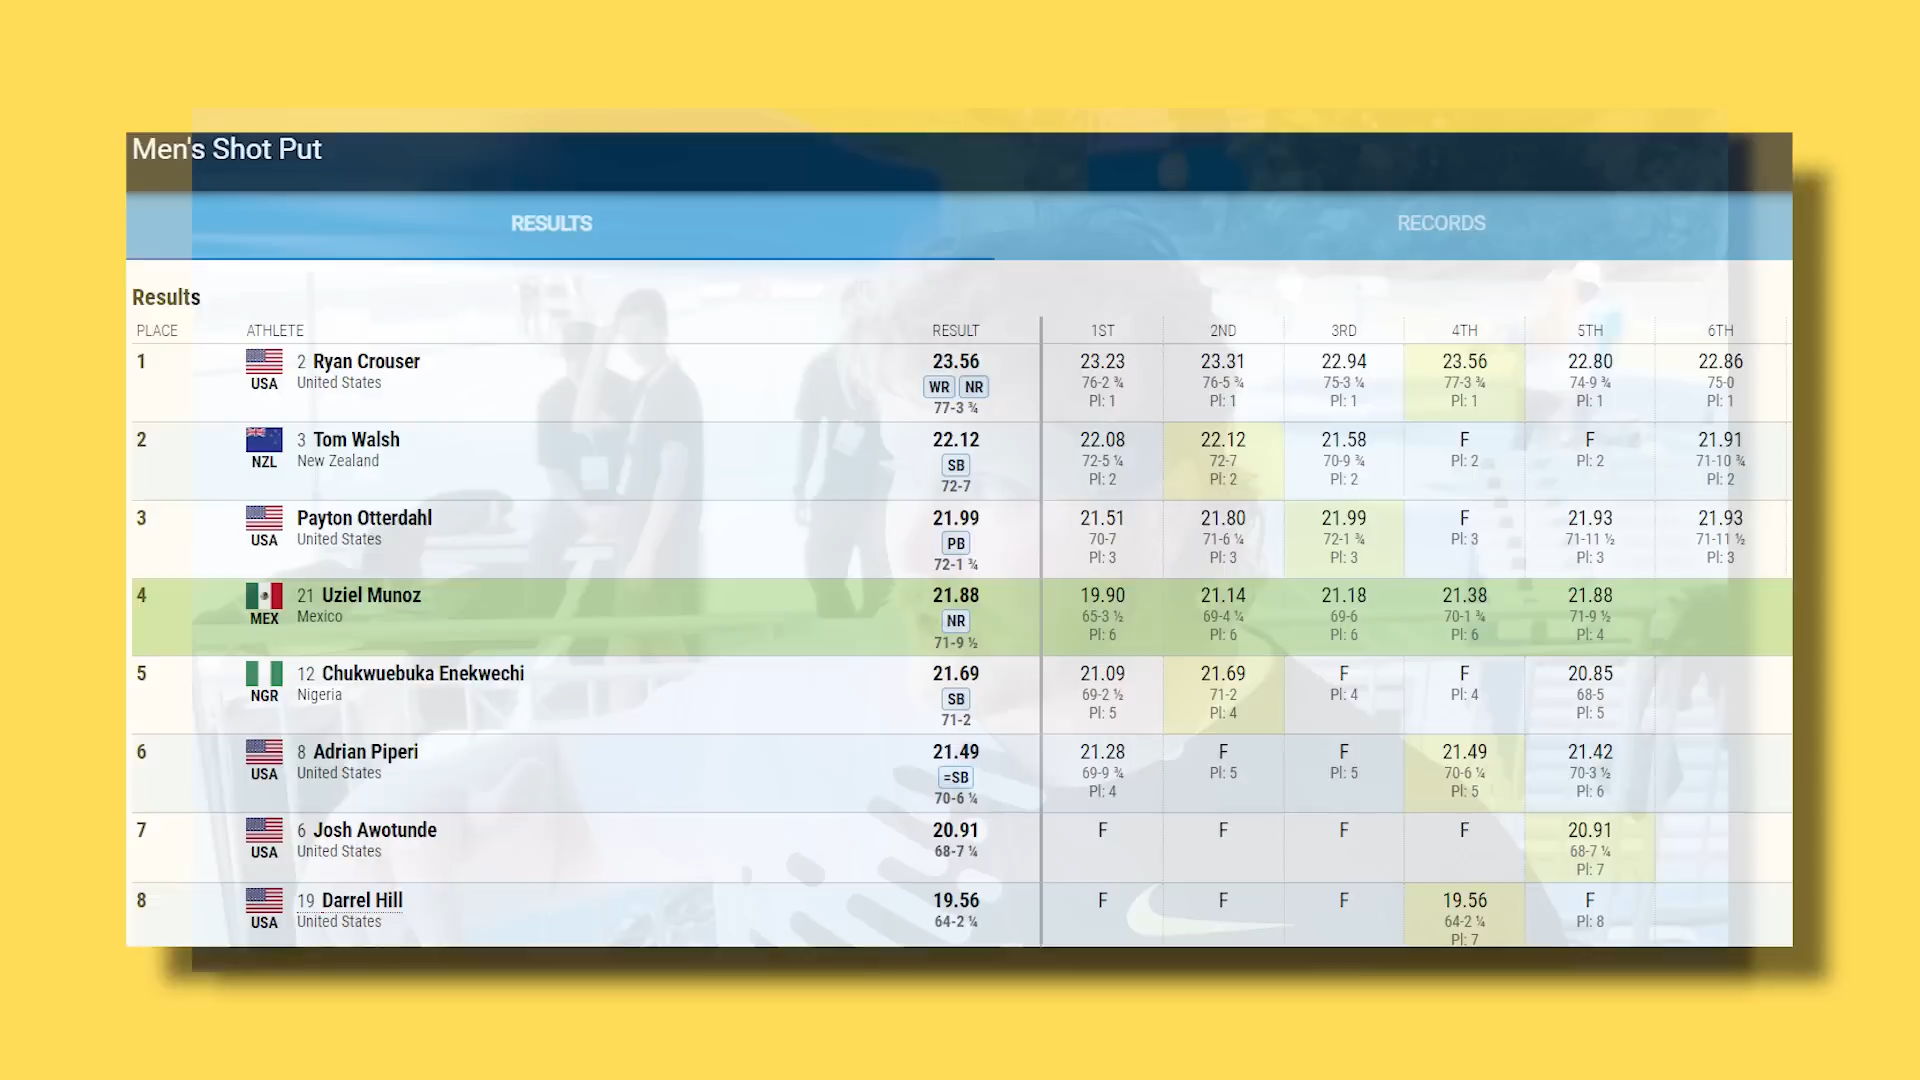 Men's Shot Put
RESULTS RECORDS
Results
PLACE ATHLETE RESULT 1ST 2ND 3RD 4TH 5TH 6TH
1 2 Ryan Crouser 23.56 23.23 23.31 22.94 23.56 22.80 22.86
USA United States WR NR 76-2 ¾ 76-5 ¾ 75-3 ¼ 77-3 ¾ 74-9 ¾ 75-0
77-3 ¾ Pl: 1 Pl: 1 Pl: 1 Pl: 1 Pl: 1 Pl: 1
2 3 Tom Walsh 22.12 22.08 22.12 21.58 F F 21.91
NZL New Zealand SB 72-5 ¼ 72-7 70-9 ¾ Pl: 2 Pl: 2 71-10 ¾
72-7 Pl: 2 Pl: 2 Pl: 2 Pl: 2
3 Payton Otterdahl 21.99 21.51 21.80 21.99 F 21.93 21.93
USA United States PB 70-7 71-6 ¼ 72-1 ¾ Pl: 3 71-11 ½ 71-11 ½
72-1 ¾ Pl: 3 Pl: 3 Pl: 3 Pl: 3 Pl: 3
4 21 Uziel Munoz 21.88 19.90 21.14 21.18 21.38 21.88
MEX Mexico NR 65-3 ½ 69-4 ¼ 69-6 70-1 ¾ 71-9 ½
71-9 ½ Pl: 6 Pl: 6 Pl: 6 Pl: 6 Pl: 4
5 12 Chukwuebuka Enekwechi 21.69 21.09 21.69 F F 20.85
NGR Nigeria SB 69-2 ½ 71-2 Pl: 4 Pl: 4 68-5
71-2 Pl: 5 Pl: 4 Pl: 5
6 8 Adrian Piperi 21.49 21.28 F F 21.49 21.42
USA United States =SB 69-9 ¾ Pl: 5 Pl: 5 70-6 ¼ 70-3 ½
70-6 ¼ Pl: 4 Pl: 5 Pl: 6
7 6 Josh Awotunde 20.91 F F F F 20.91
USA United States 68-7 ¼ 68-7 ¼
Pl: 7
8 19 Darrel Hill 19.56 F F F 19.56 F
USA United States 64-2 ¼ 64-2 ¼ Pl: 8
Pl: 7